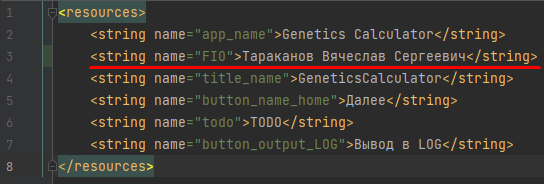 1 <resources>
2 <string name="app_name">Genetics Calculator</string>
3 <string name="FIO">Тараканов Вячеслав Сергеевич</string>
4 <string name="title_name">GeneticsCalculator</string>
5 <string name="button_name_home">Далее</string>
6 <string name="todo">TODO</string>
7 <string name="button_output_LOG">Вывод в LOG</string>
8 </resources>